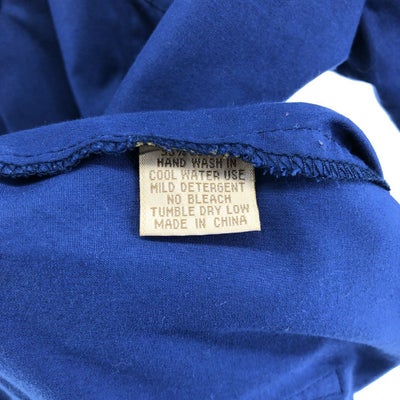 HAND WASH IN
COOL WATER USE
MILD DETERGENT
NO BLEACH
TUMBLE DRY LOW
MADE IN CHINA